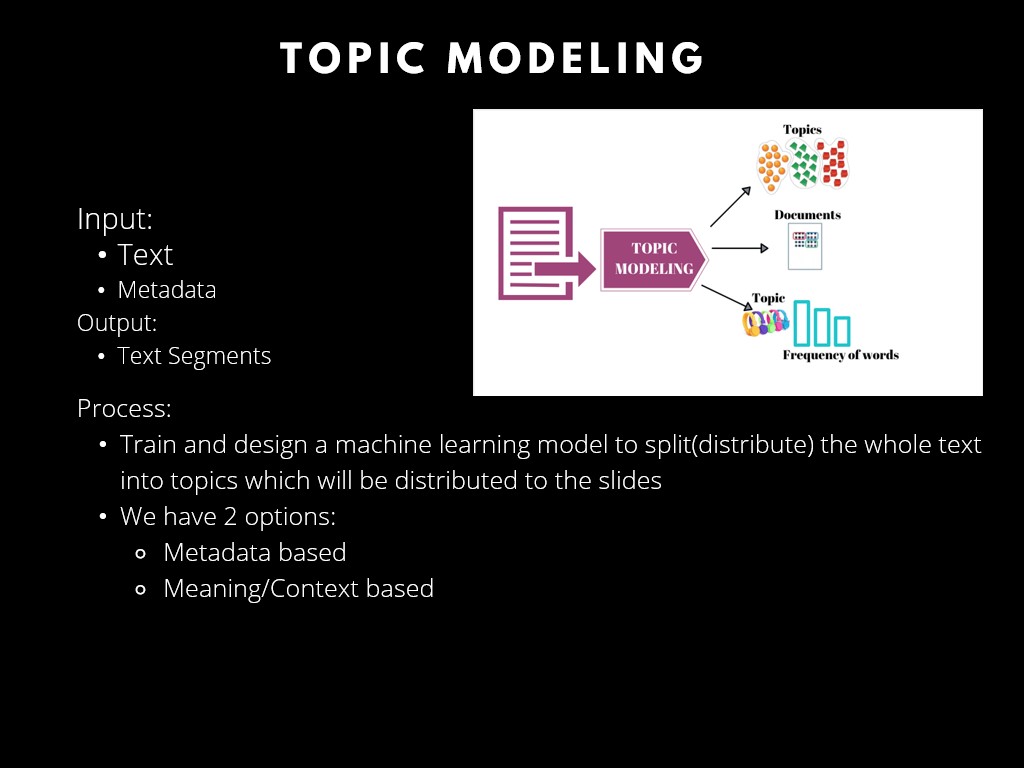 TOPIC MODELING
Topics
Documents
TOPIC
MODELING
Topic
Frequency of words
Input:
• Text
• Metadata
Output:
• Text Segments
Process:
• Train and design a machine learning model to split(distribute) the whole text
into topics which will be distributed to the slides
• We have 2 options:
○ Metadada based
○ Meaning/Context based